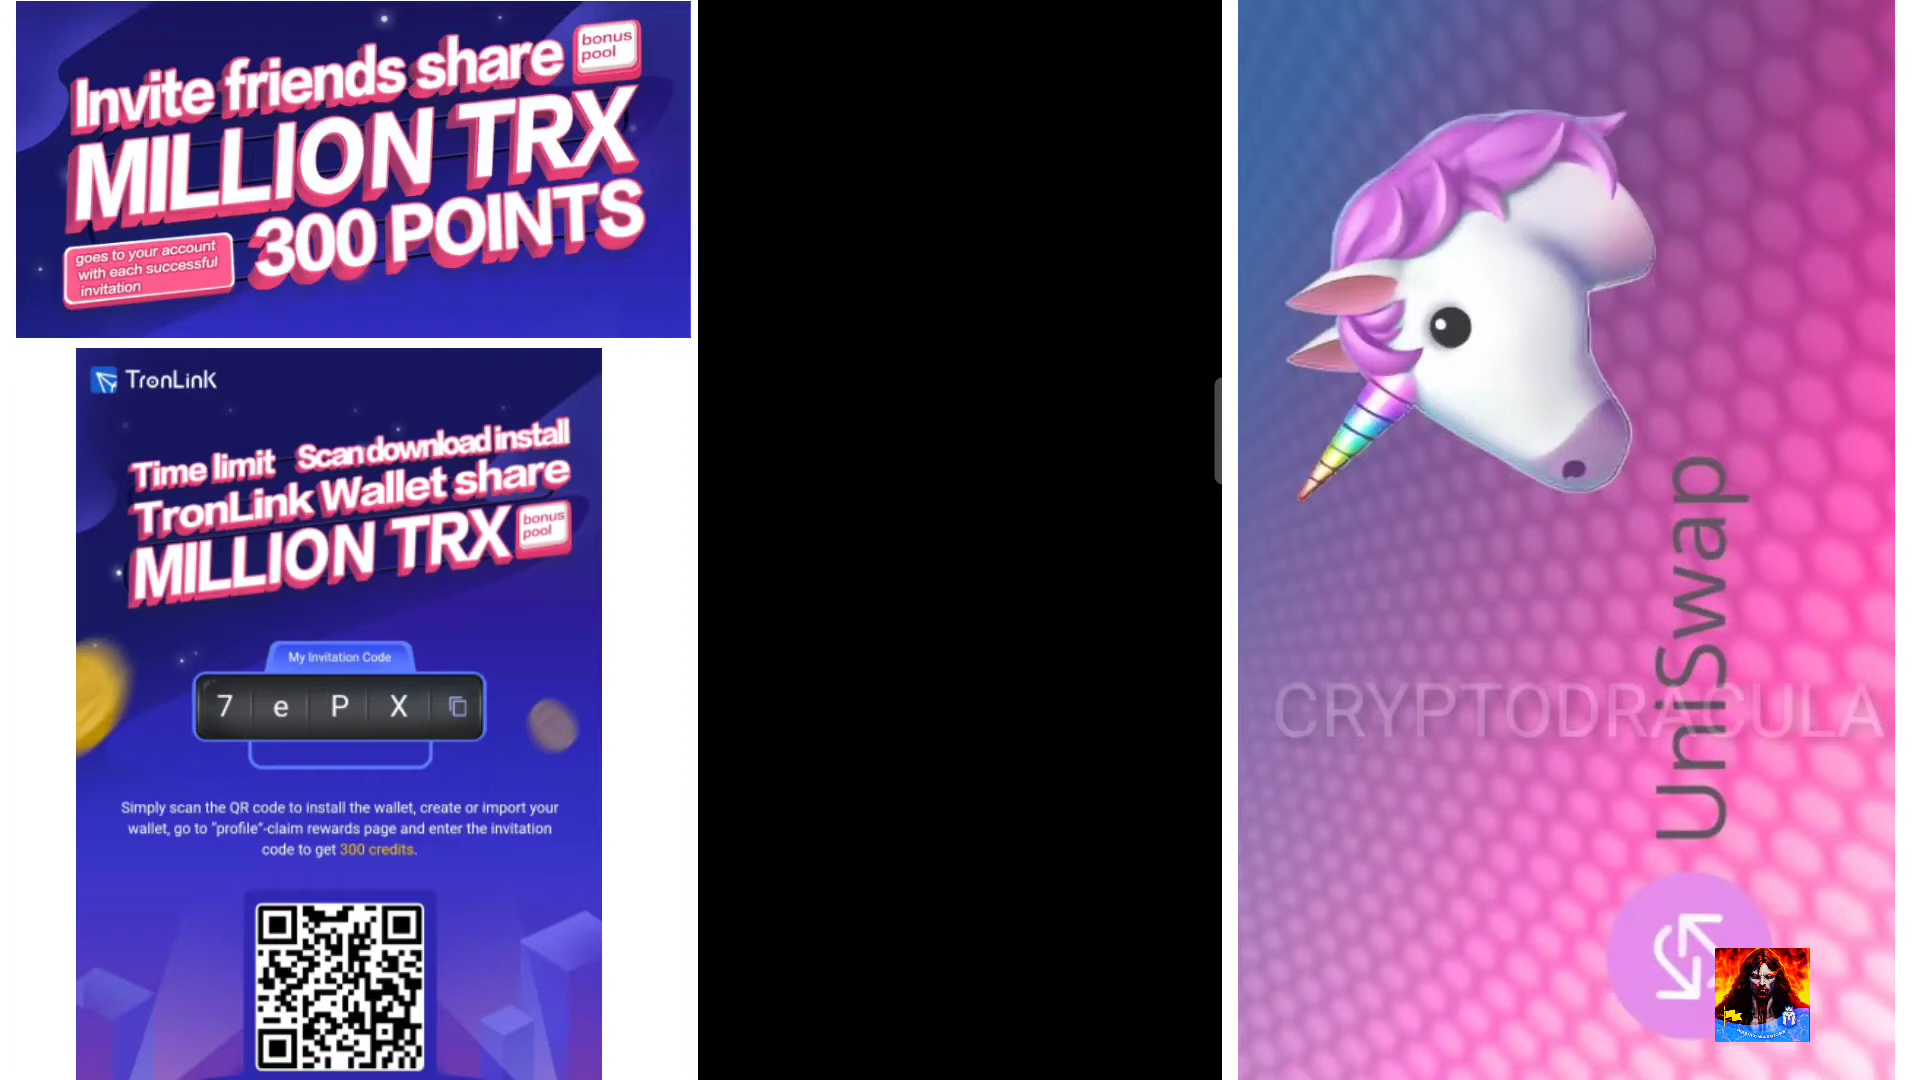 Invite friends share bonus pool
MILLION TRX
goes to your account with each successful invitation
300 POINTS
TronLink
Time limit Scan download install
TronLink Wallet share
MILLION TRX bonus pool
My Invitation Code
7 e P X
Simply scan the QR code to install the wallet, create or import your
wallet, go to "profile"-claim rewards page and enter the invitation
code to get 300 credits.
UniSwap
CRYPTODRACULA